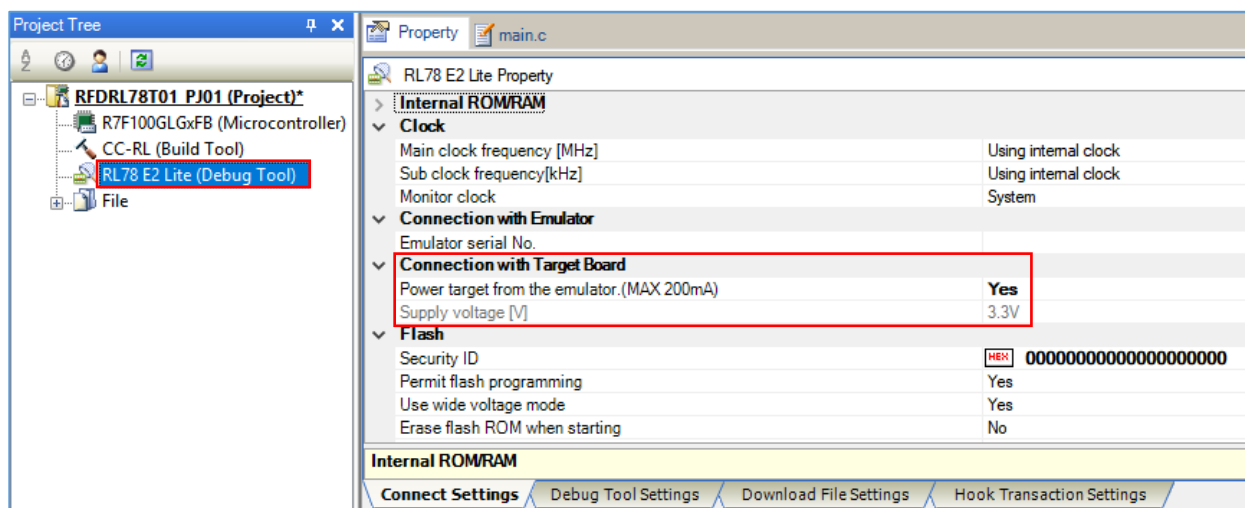 Project Tree
RFDRL78T01_PJ01 (Project)*
R7F100GLGxFB (Microcontroller)
CC-RL (Build Tool)
RL78 E2 Lite (Debug Tool)
File
Property
main.c
RL78 E2 Lite Property
Internal ROM/RAM
Clock
Main clock frequency [MHz] Using internal clock
Sub clock frequency[kHz] Using internal clock
Monitor clock System
Connection with Emulator
Emulator serial No.
Connection with Target Board
Power target from the emulator.(MAX 200mA) Yes
Supply voltage [V] 3.3V
Flash
Security ID HEX 00000000000000000000
Permit flash programming Yes
Use wide voltage mode Yes
Erase flash ROM when starting No
Internal ROM/RAM
Connect Settings Debug Tool Settings Download File Settings Hook Transaction Settings